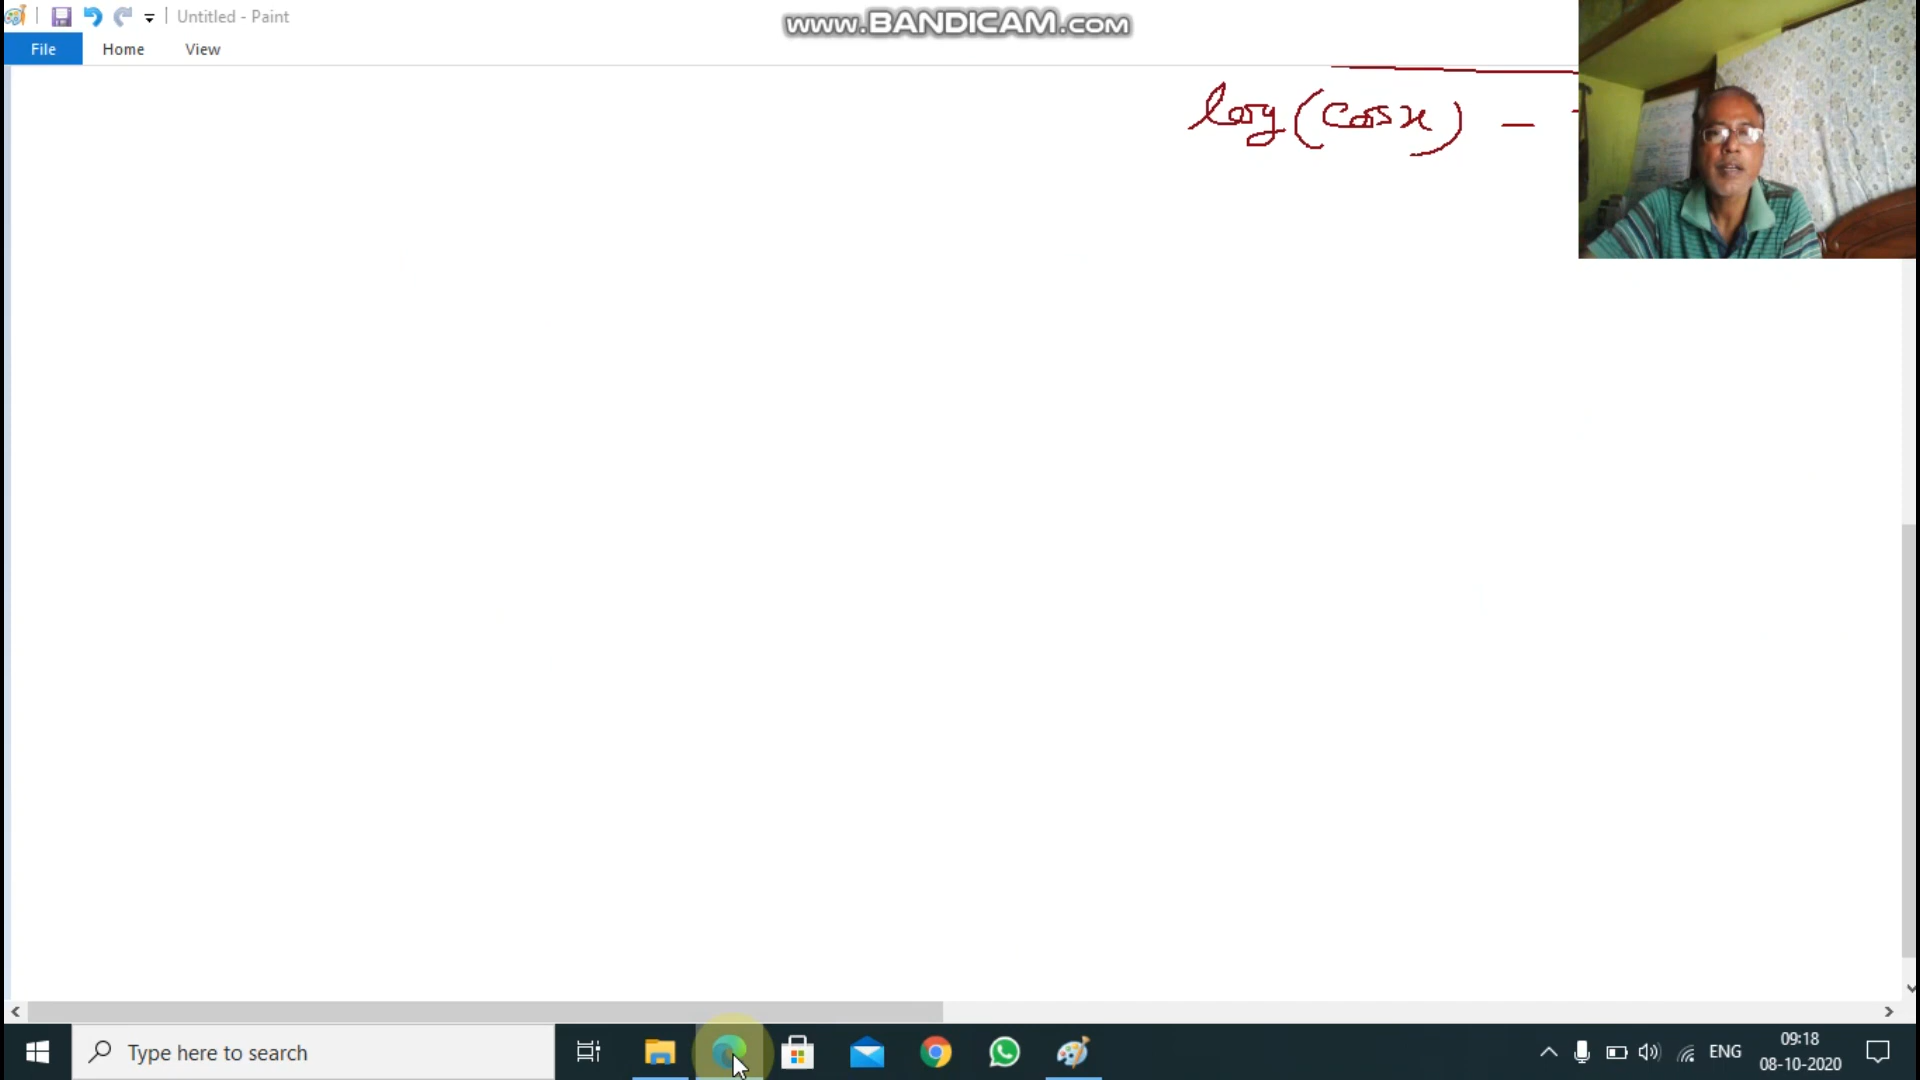 Untitled - Paint
www.BANDICAM.com
File Home View
log(cosx) -
Type here to search
ENG
09:18
08-10-2020